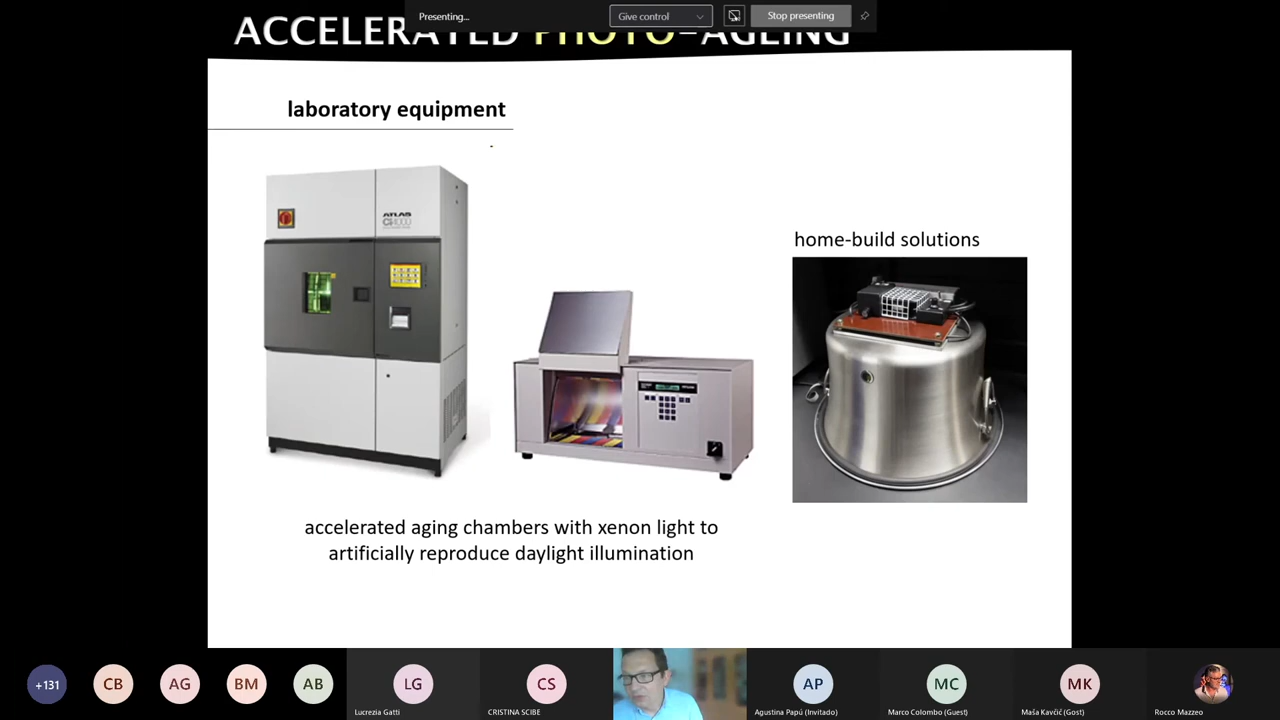 Presenting...
Give control
Stop presenting
ACCELERATED PHOTO-AGEING
laboratory equipment
ATLAS
home-build solutions
accelerated aging chambers with xenon light to
artificially reproduce daylight illumination
+131
CB
AG
BM
AB
LG
Lucrezia Gatti
CS
CRISTINA SCIBE
AP
Agustina Papú (Invitado)
MC
Marco Colombo (Guest)
MK
Maša Kavčič (Gost)
Rocco Mazzeo